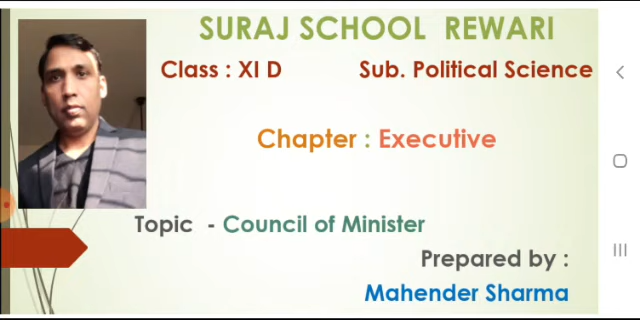 SURAJ SCHOOL REWARI
Class : XI D Sub. Political Science
Chapter : Executive
Topic - Council of Minister
Prepared by :
Mahender Sharma